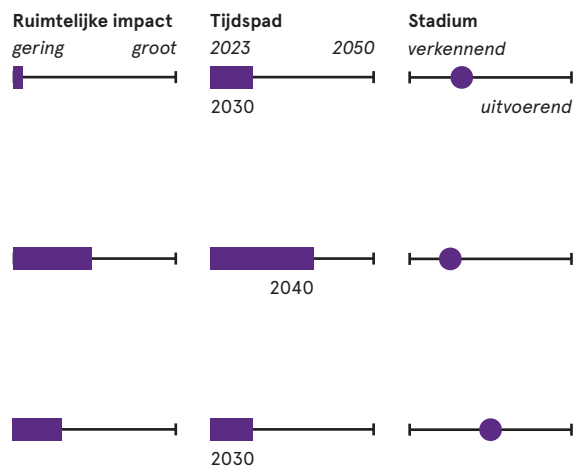 Ruimtelijke impact
Tijdspad
Stadium
gering
groot
2023
2050
verkennend
2030
uitvoerend
2040
2030